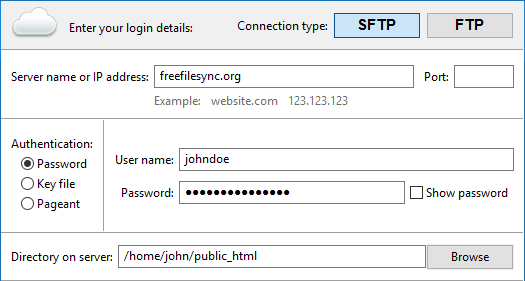 Enter your login details: Connection type: SFTP FTP
Server name or IP address: freefilesync.org Port:
Example: website.com 123.123.123
Authentication:
Password
Key file
Pageant
User name: johndoe
Password: ●●●●●●●●●●●●●●● Show password
Directory on server: /home/john/public_html Browse